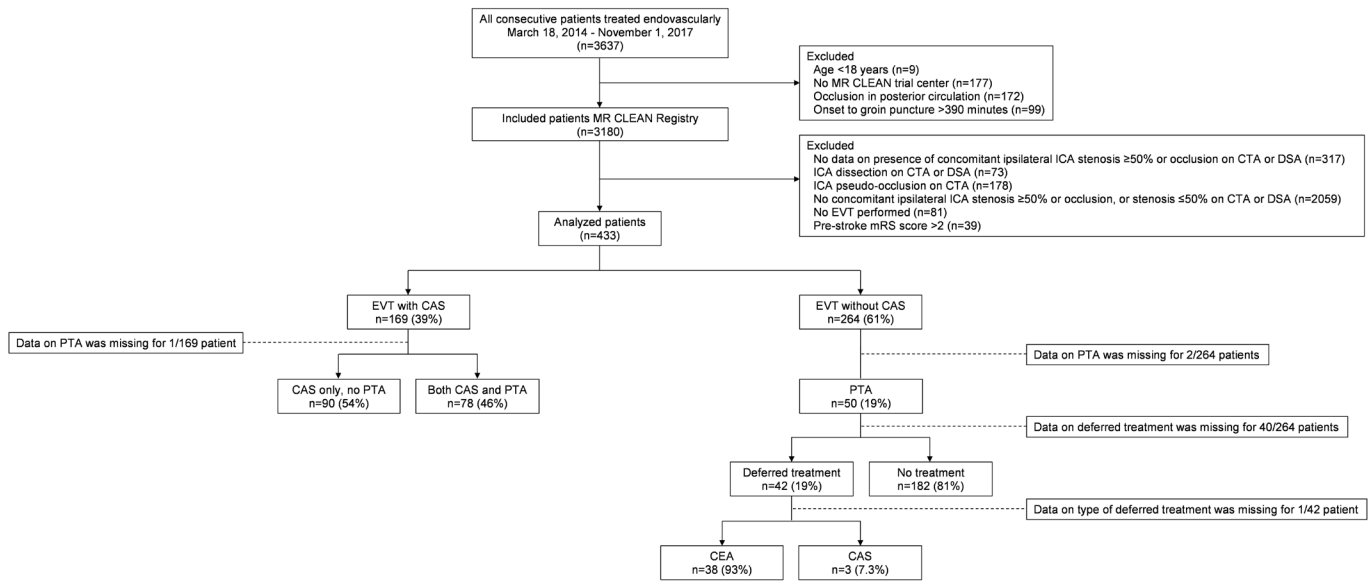 All consecutive patients treated endovascularly
March 18, 2014 - November 1, 2017
(n=3637)
Excluded
Age <18 years (n=9)
No MR CLEAN trial center (n=177)
Occlusion in posterior circulation (n=172)
Onset to groin puncture >390 minutes (n=99)
Included patients MR CLEAN Registry
(n=3180)
Excluded
No data on presence of concomitant ipsilateral ICA stenosis ≥50% or occlusion on CTA or DSA (n=317)
ICA dissection on CTA or DSA (n=73)
ICA pseudo-occlusion on CTA (n=178)
No concomitant ipsilateral ICA stenosis ≥50% or occlusion, or stenosis ≤50% on CTA or DSA (n=2059)
No EVT performed (n=81)
Pre-stroke mRS score >2 (n=39)
Analyzed patients
(n=433)
EVT with CAS
n=169 (39%)
EVT without CAS
n=264 (61%)
Data on PTA was missing for 1/169 patient
Data on PTA was missing for 2/264 patients
CAS only, no PTA
n=90 (54%)
Both CAS and PTA
n=78 (46%)
PTA
n=50 (19%)
Data on deferred treatment was missing for 40/264 patients
Deferred treatment
n=42 (19%)
No treatment
n=182 (81%)
Data on type of deferred treatment was missing for 1/42 patient
CEA
n=38 (93%)
CAS
n=3 (7.3%)